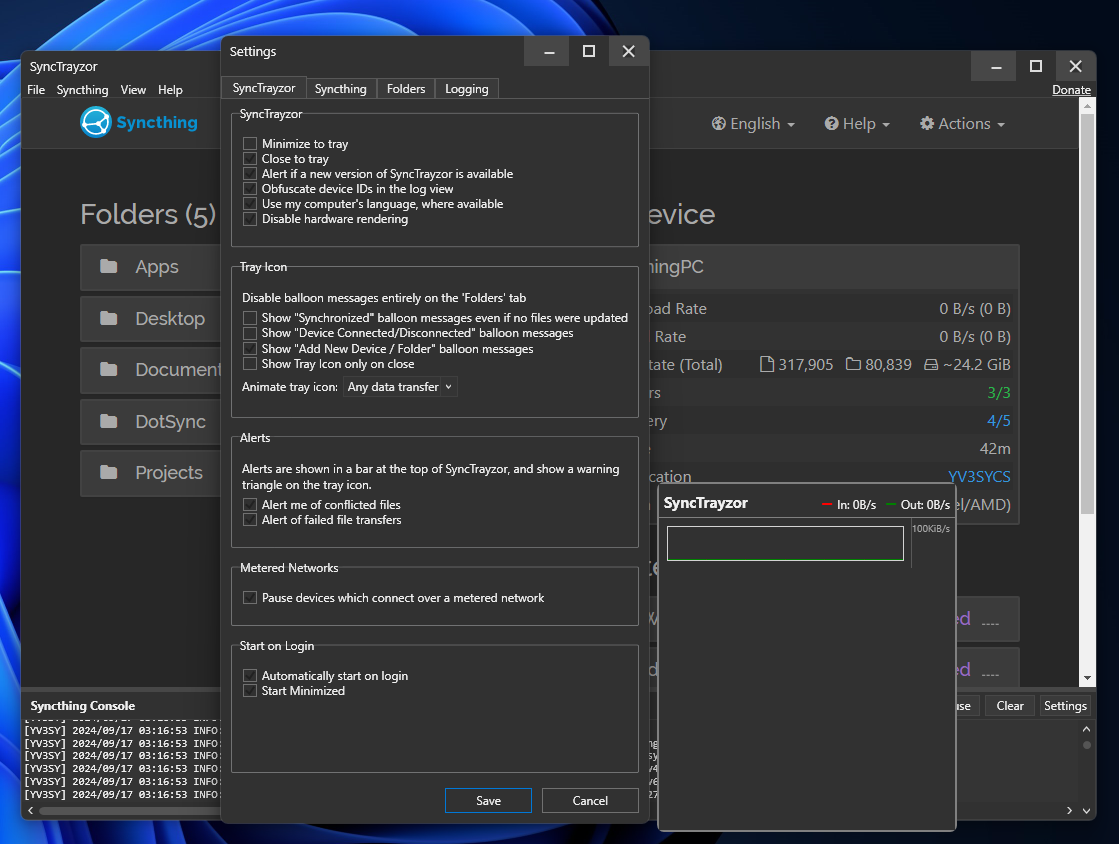 SyncTrayzor
File Syncthing View Help
Donate
Syncthing
English Help Actions
Folders (5)
Apps
Desktop
Document
DotSync
Projects
evice
ningPC
oad Rate 0 B/s (0 B)
Rate 0 B/s (0 B)
tate (Total) 317,905 80,839 ~24.2 GiB
rs 3/3
ery 4/5
42m
cation YV3SYCS
el/AMD)
ed
ed
Settings
SyncTrayzor Syncthing Folders Logging
SyncTrayzor
Minimize to tray
Close to tray
Alert if a new version of SyncTrayzor is available
Obfuscate device IDs in the log view
Use my computer's language, where available
Disable hardware rendering
Tray Icon
Disable balloon messages entirely on the 'Folders' tab
Show "Synchronized" balloon messages even if no files were updated
Show "Device Connected/Disconnected" balloon messages
Show "Add New Device / Folder" balloon messages
Show Tray Icon only on close
Animate tray icon: Any data transfer
Alerts
Alerts are shown in a bar at the top of SyncTrayzor, and show a warning
triangle on the tray icon.
Alert me of conflicted files
Alert of failed file transfers
Metered Networks
Pause devices which connect over a metered network
Start on Login
Automatically start on login
Start Minimized
Save Cancel
SyncTrayzor In: 0B/s Out: 0B/s
100KiB/s
Syncthing Console
use Clear Settings
[YV3SY] 2024/09/17 03:16:53 INFO:
[YV3SY] 2024/09/17 03:16:53 INFO:
[YV3SY] 2024/09/17 03:16:53 INFO:
[YV3SY] 2024/09/17 03:16:53 INFO:
[YV3SY] 2024/09/17 03:16:53 INFO:
[YV3SY] 2024/09/17 03:16:53 INFO: